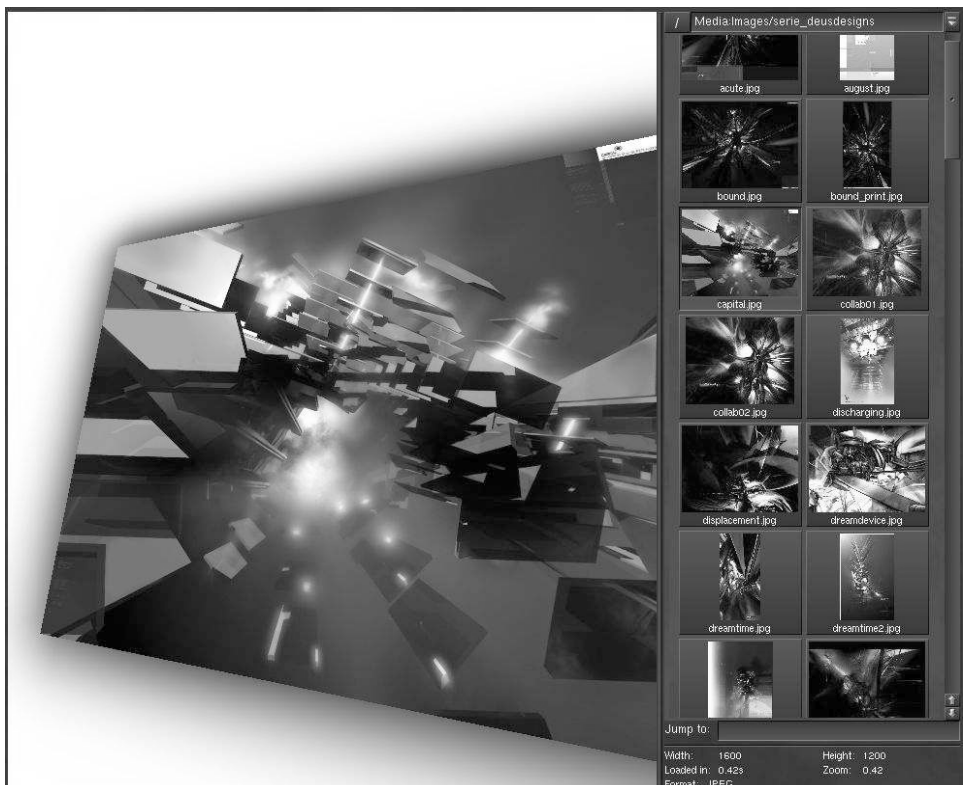 / Media:Images/serie_deusdesigns
acute.jpg august.jpg
bound.jpg bound_print.jpg
capital.jpg collab01.jpg
collab02.jpg discharging.jpg
displacement.jpg dreamdevice.jpg
dreamtime.jpg dreamtime2.jpg
Jump to:
Width: 1600 Height: 1200
Loaded in: 0.42s Zoom: 0.42
Format: JPEG